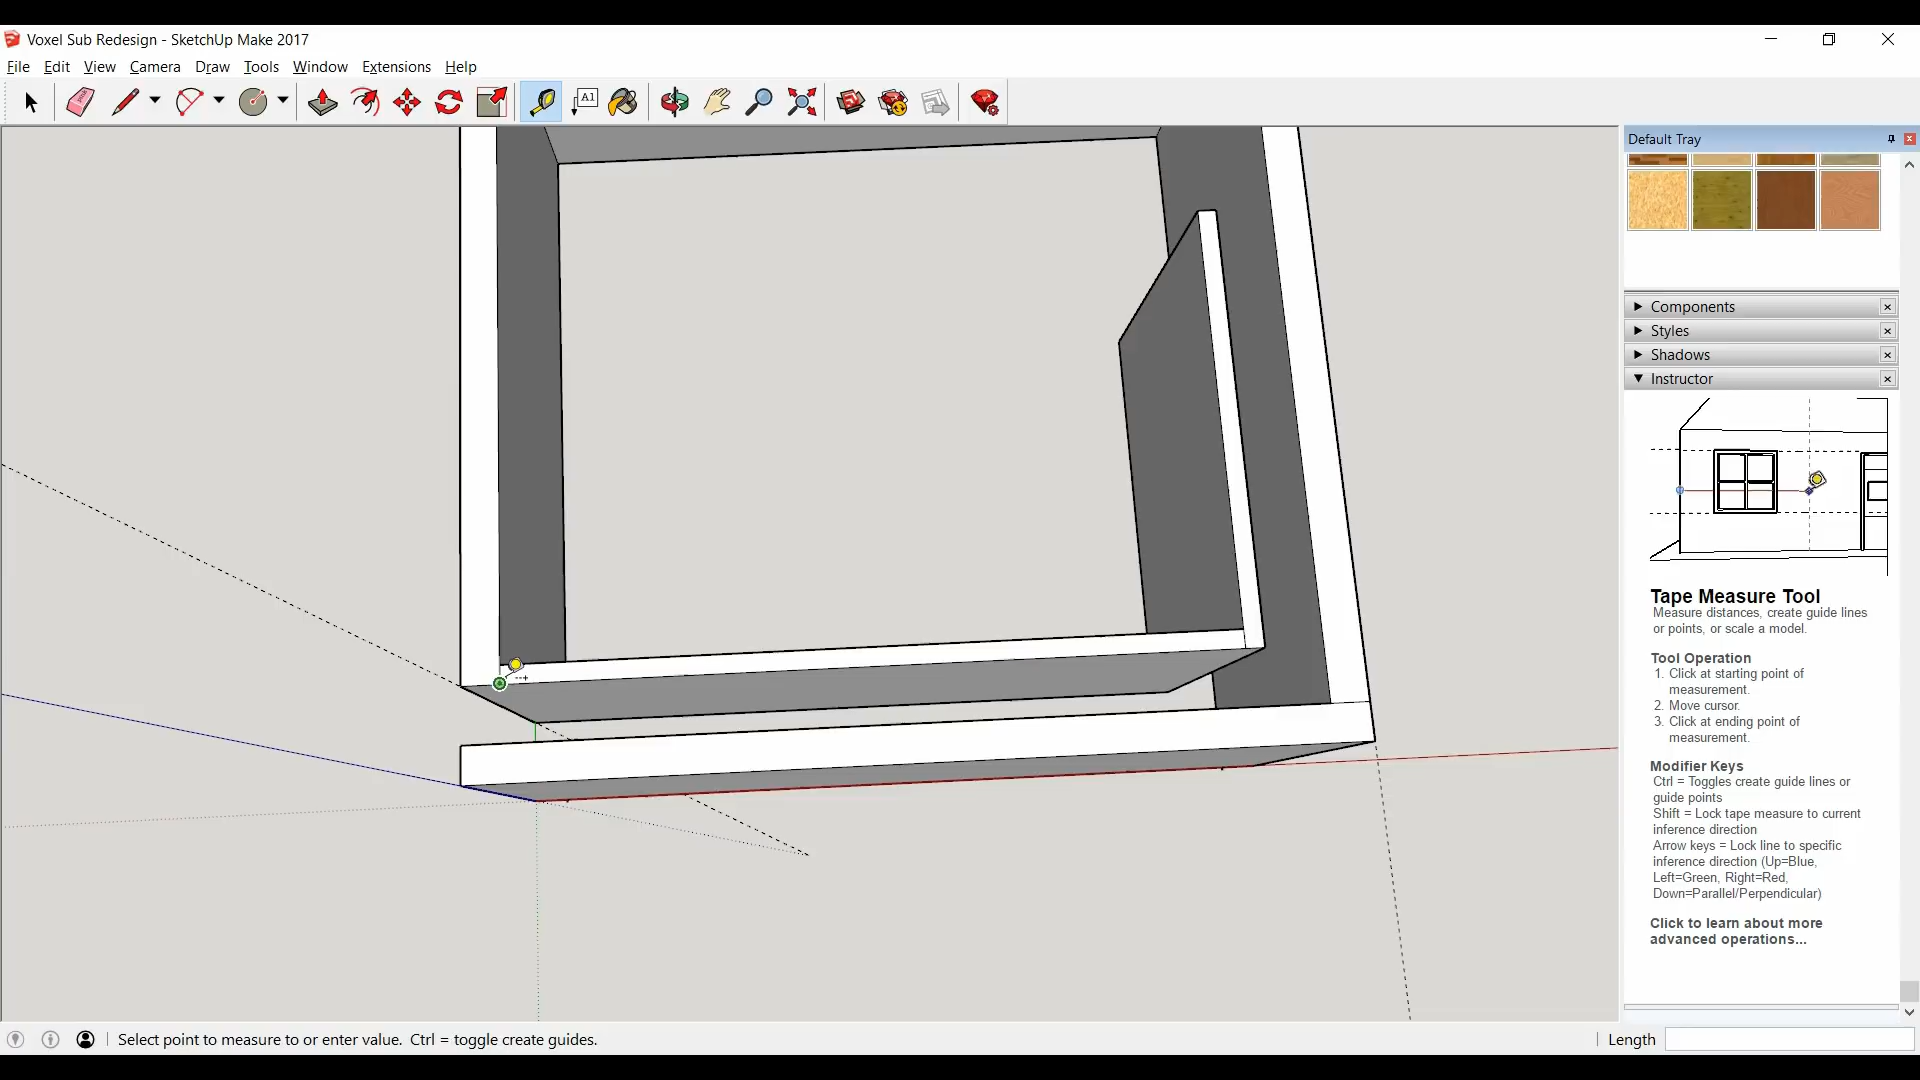 Voxel Sub Redesign - SketchUp Make 2017
File Edit View Camera Draw Tools Window Extensions Help
A1
Default Tray
Components
Styles
Shadows
Instructor
Tape Measure Tool
Measure distances, create guide lines
or points, or scale a model.
Tool Operation
1. Click at starting point of
measurement.
2. Move cursor.
3. Click at ending point of
measurement.
Modifier Keys
Ctrl = Toggles create guide lines or
guide points
Shift = Lock tape measure to current
inference direction
Arrow keys = Lock line to specific
inference direction (Up=Blue,
Left=Green, Right=Red,
Down=Parallel/Perpendicular)
Click to learn about more
advanced operations...
Select point to measure to or enter value. Ctrl = toggle create guides.
Length